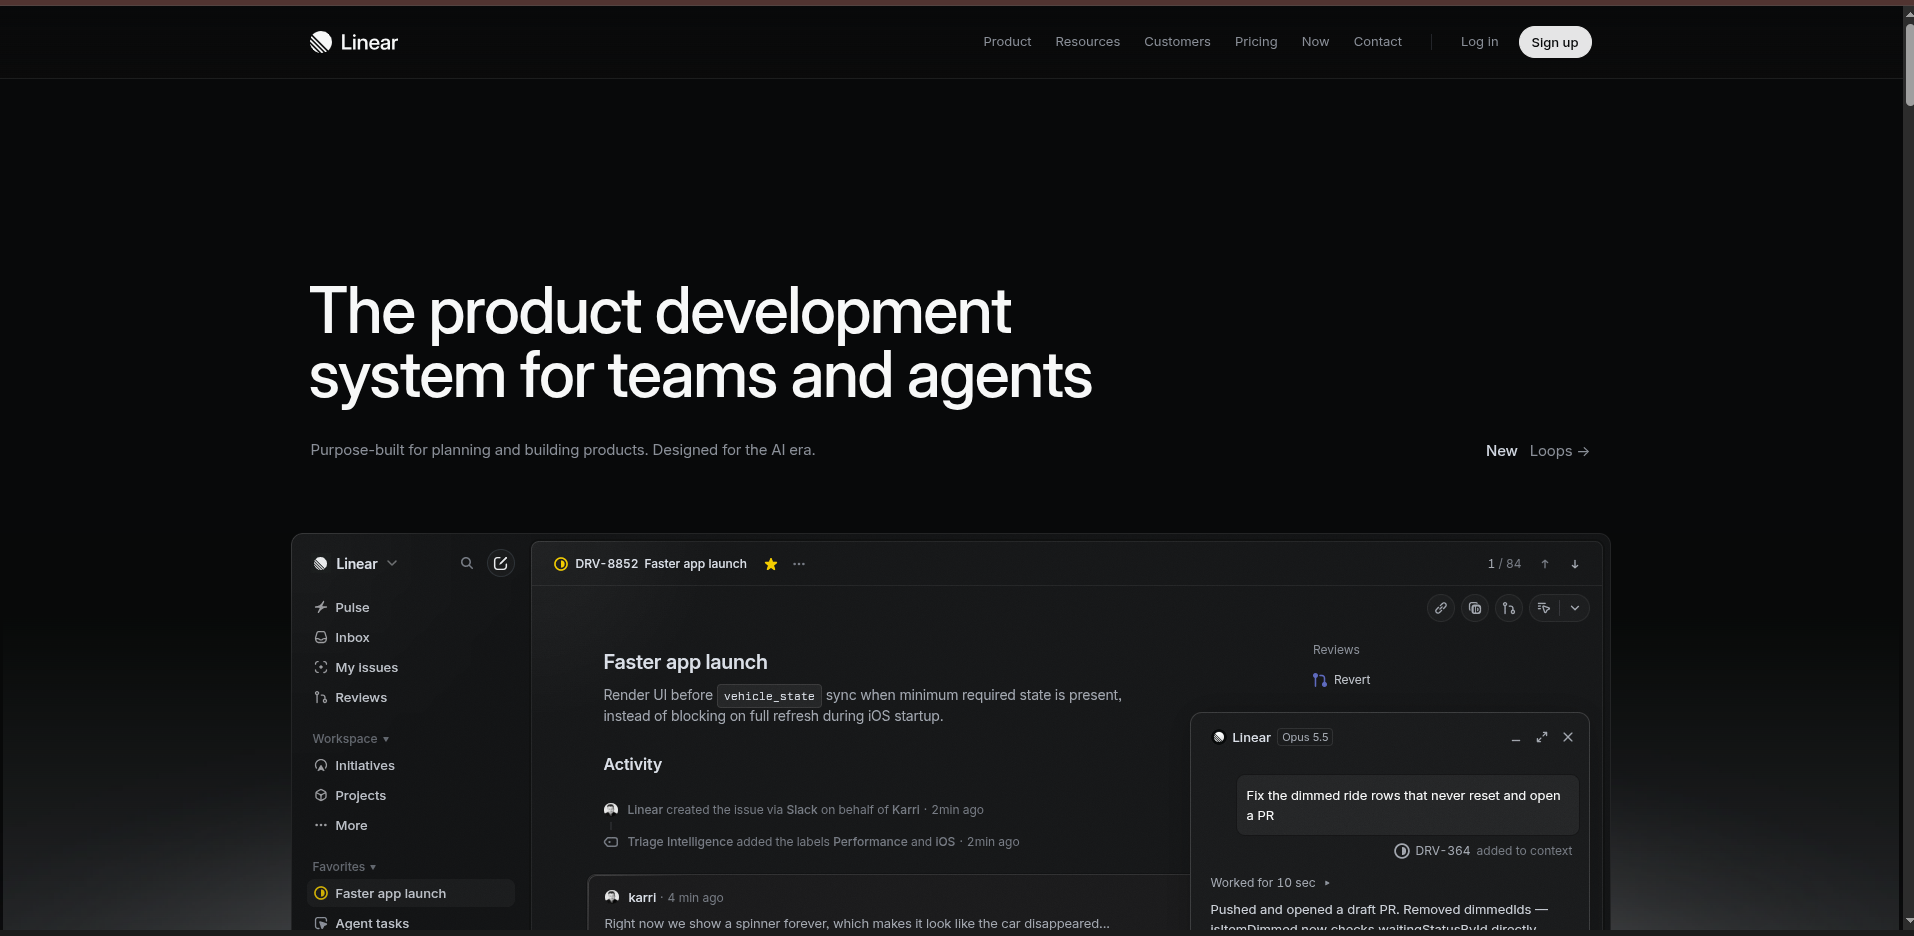 Linear
Product Resources Customers Pricing Now Contact Log in Sign up
The product development
system for teams and agents
Purpose-built for planning and building products. Designed for the AI era.
New Loops →
Linear
Pulse
Inbox
My issues
Reviews
Workspace
Initiatives
Projects
More
Favorites
Faster app launch
Agent tasks
DRV-8852 Faster app launch
1 / 84
Faster app launch
Render UI before vehicle_state sync when minimum required state is present,
instead of blocking on full refresh during iOS startup.
Activity
Linear created the issue via Slack on behalf of Karri · 2min ago
Triage Intelligence added the labels Performance and iOS · 2min ago
karri · 4 min ago
Right now we show a spinner forever, which makes it look like the car disappeared...
Reviews
Revert
Linear Opus 5.5
Fix the dimmed ride rows that never reset and open
a PR
DRV-364 added to context
Worked for 10 sec
Pushed and opened a draft PR. Removed dimmedIds —
isItemDimmed now checks waitingStatusById directly